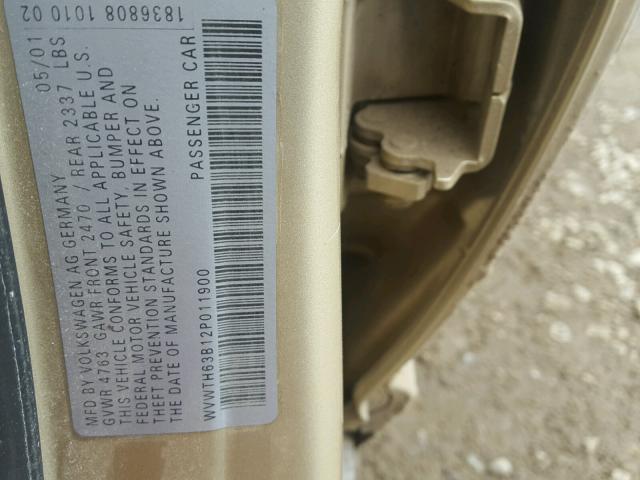 18368808 1010 02
MFD BY VOLKSWAGEN AG GERMANY 05/01
GVWR 4763 GAWR FRONT 2470 / REAR 2337 LBS
THIS VEHICLE CONFORMS TO ALL APPLICABLE U.S.
FEDERAL MOTOR VEHICLE SAFETY, BUMPER AND
THEFT PREVENTION STANDARDS IN EFFECT ON
THE DATE OF MANUFACTURE SHOWN ABOVE.
PASSENGER CAR
WVWTH63B12P011900